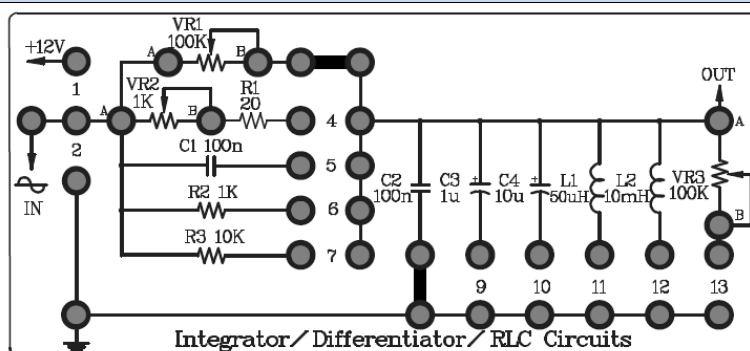 VR1
100K
A
B
+12V
1
VR2
1K
A
B
R1
20
4
OUT
A
2
C1 100n
5
IN
R2 1K
6
C2
100n
C3
1u
+
C4
10u
+
L1
50uH
L2
10mH
VR3
100K
B
R3 10K
7
9
10
11
12
13
Integrator/Differentiator/RLC Circuits